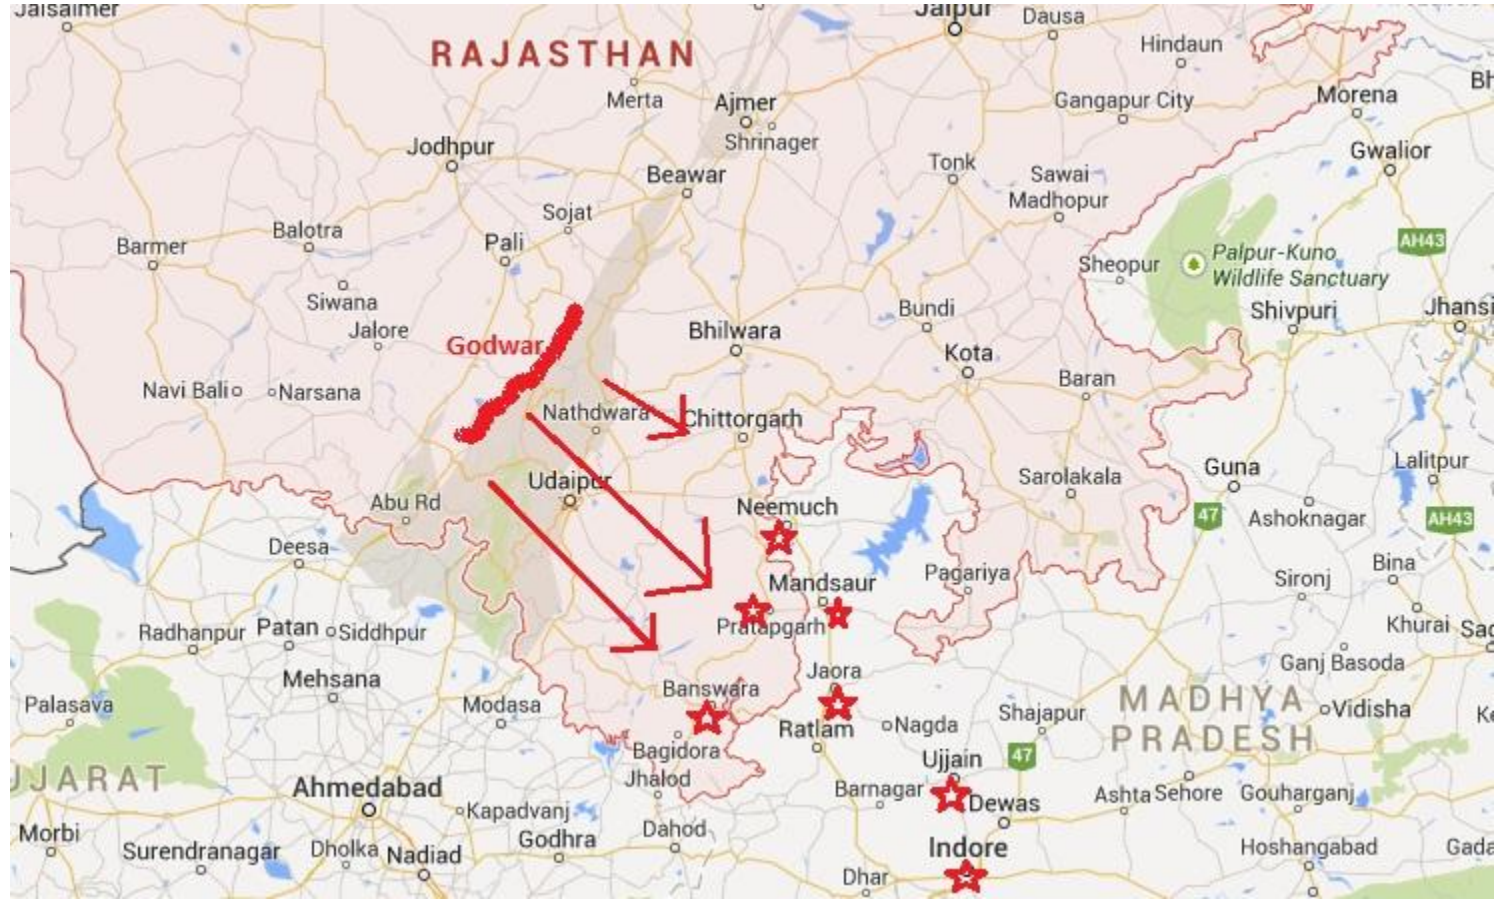 Jaisalmer
Jaipur
Dausa
Hindaun
RAJASTHAN
Merta
Ajmer
Shrinager
Gangapur City
Morena
Bh
Jodhpur
Beawar
Tonk
Sawai
Madhopur
Gwalior
Sojat
Balotra
Barmer
Pali
Sheopur
Palpur-Kuno
Wildlife Sanctuary
AH43
Siwana
Jalore
Godwar
Bhilwara
Bundi
Shivpuri
Jhansi
Kota
Navi Bali
Narsana
Baran
Nathdwara
Chittorgarh
Udaipur
Abu Rd
Neemuch
Sarolakala
Guna
Lalitpur
47
Ashoknagar
AH43
Deesa
Mandsaur
Pagariya
Sironj
Bina
Radhanpur
Patan
Siddhpur
Pratapgarh
Khurai
Mehsana
Jaora
Ganj Basoda
Palasava
Modasa
Banswara
MADHYA
PRADESH
Vidisha
Ratlam
Nagda
Shajapur
Bagidora
Jhalod
Ujjain
47
UJARAT
Ahmedabad
Kapadvanj
Barnagar
Dewas
Ashta
Sehore
Gouharganj
Morbi
Surendranagar
Dholka
Nadiad
Godhra
Dahod
Indore
Hoshangabad
Gada
Dhar